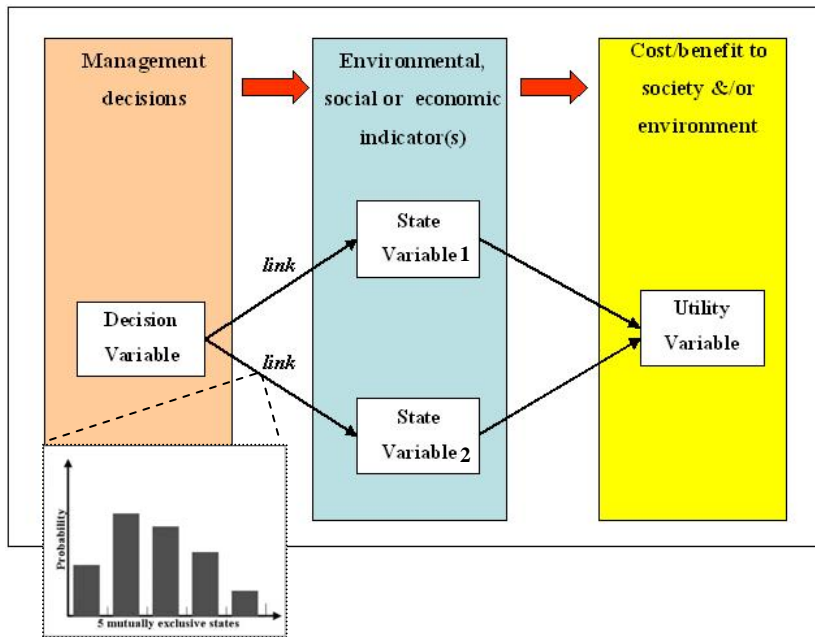 Management
decisions
Environmental,
social or economic
indicator(s)
Cost/benefit to
society &/or
environment
State
Variable 1
link
Decision
Variable
Utility
Variable
link
State
Variable 2
Probability
5 mutually exclusive states